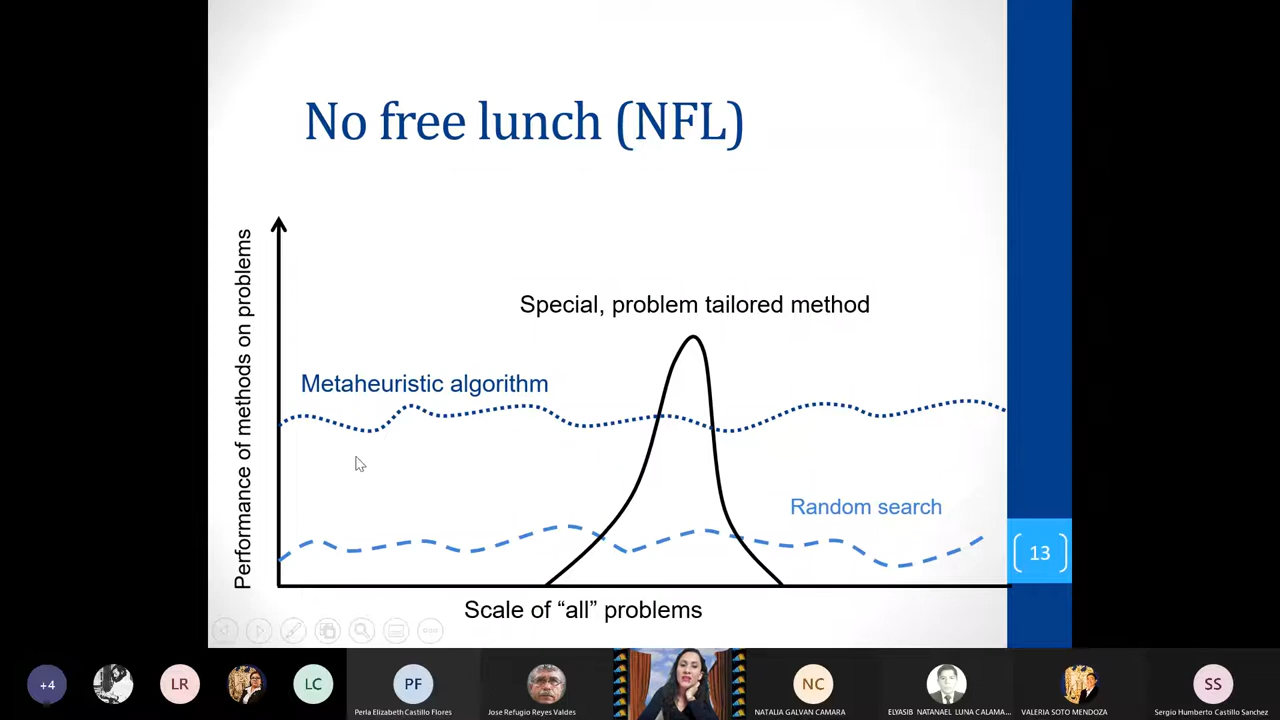 No free lunch (NFL)
Performance of methods on problems
Special, problem tailored method
Metaheuristic algorithm
Random search
13
Scale of “all” problems
+4
LR
LC
PF
Perla Elizabeth Castillo Flores
Jose Refugio Reyes Valdes
NC
NATALIA GALVAN CAMARA
ELYASIB NATANAEL LUNA CALAMA...
VALERIA SOTO MENDOZA
SS
Sergio Humberto Castillo Sanchez